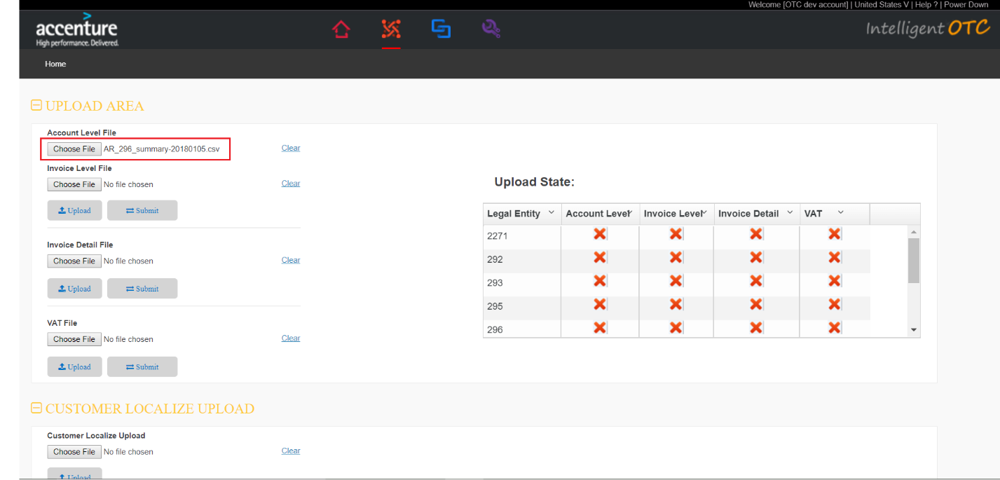 Welcome [OTC dev account] | United States V | Help ? | Power Down
accenture
High performance. Delivered.
Intelligent OTC
Home
UPLOAD AREA
Account Level File
Choose File AR_296_summary-20180105.csv Clear
Invoice Level File
Choose File No file chosen Clear
Upload Submit
Invoice Detail File
Choose File No file chosen Clear
Upload Submit
VAT File
Choose File No file chosen Clear
Upload Submit
Upload State:
Legal Entity Account Level Invoice Level Invoice Detail VAT
2271
292
293
295
296
CUSTOMER LOCALIZE UPLOAD
Customer Localize Upload
Choose File No file chosen Clear
Upload